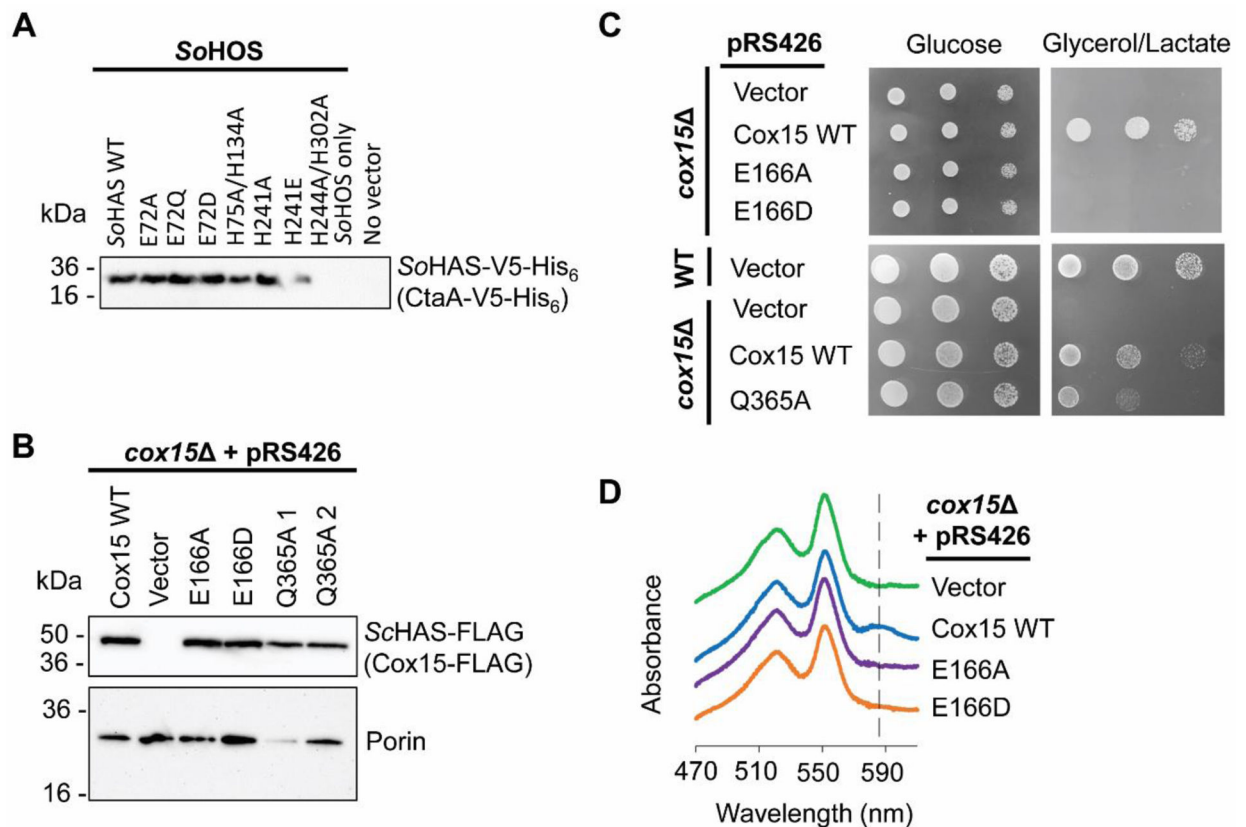 A
SoHOS
kDa
SoHAS WT
E72A
E72Q
E72D
H75A/H134A
H241A
H241E
H244A/H302A
SoHOS only
No vector
36 -
16 -
SoHAS-V5-His6
(CtaA-V5-His6)
B
cox15Δ + pRS426
kDa
Cox15 WT
Vector
E166A
E166D
Q365A 1
Q365A 2
50 -
36 -
ScHAS-FLAG
(Cox15-FLAG)
36 -
16 -
Porin
C
pRS426
Glucose
Glycerol/Lactate
cox15Δ
Vector
Cox15 WT
E166A
E166D
WT
Vector
cox15Δ
Vector
Cox15 WT
Q365A
D
cox15Δ
+ pRS426
Vector
Cox15 WT
E166A
E166D
Absorbance
470
510
550
590
Wavelength (nm)